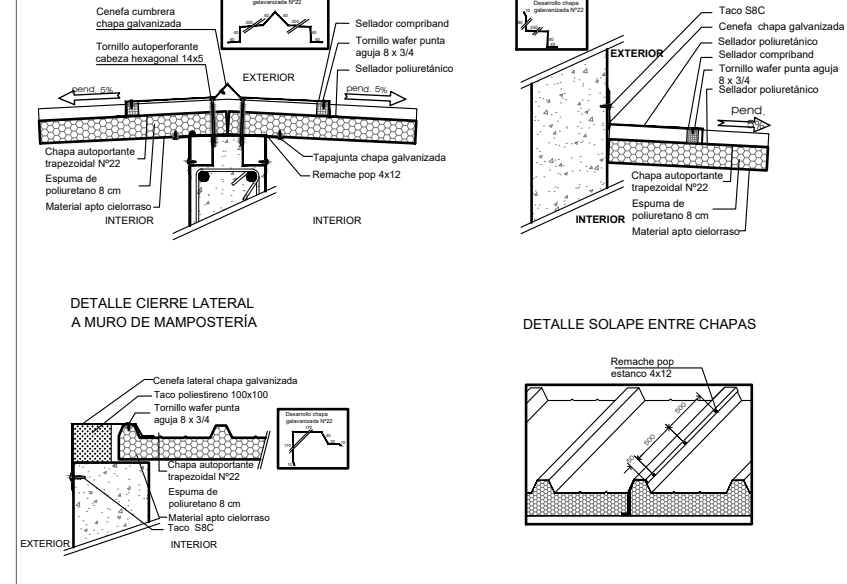 Cenefa cumbrera
chapa galvanizada
Tornillo autoperforante
cabeza hexagonal 14x5
galavanizada Nº22
Sellador compriband
Tornillo wafer punta
aguja 8 x 3/4
Sellador poliuretánico
EXTERIOR
pend. 5%
pend. 5%
Chapa autoportante
trapezoidal Nº22
Espuma de
poliuretano 8 cm
Material apto cielorraso
INTERIOR
Tapajunta chapa galvanizada
Remache pop 4x12
INTERIOR
Desarrollo chapa
galavanizada Nº22
Taco S8C
Cenefa chapa galvanizada
Sellador poliuretánico
Sellador compriband
Tornillo wafer punta aguja
8 x 3/4
Sellador poliuretánico
EXTERIOR
pend.
Chapa autoportante
trapezoidal Nº22
Espuma de
poliuretano 8 cm
Material apto cielorraso
INTERIOR
DETALLE CIERRE LATERAL
A MURO DE MAMPOSTERÍA
Cenefa lateral chapa galvanizada
Taco poliestireno 100x100
Tornillo wafer punta
aguja 8 x 3/4
Desarrollo chapa
galavanizada Nº22
170
170
Chapa autoportante
trapezoidal Nº22
Espuma de
poliuretano 8 cm
Material apto cielorraso
Taco S8C
EXTERIOR
INTERIOR
DETALLE SOLAPE ENTRE CHAPAS
Remache pop
estanco 4x12
500
500
50